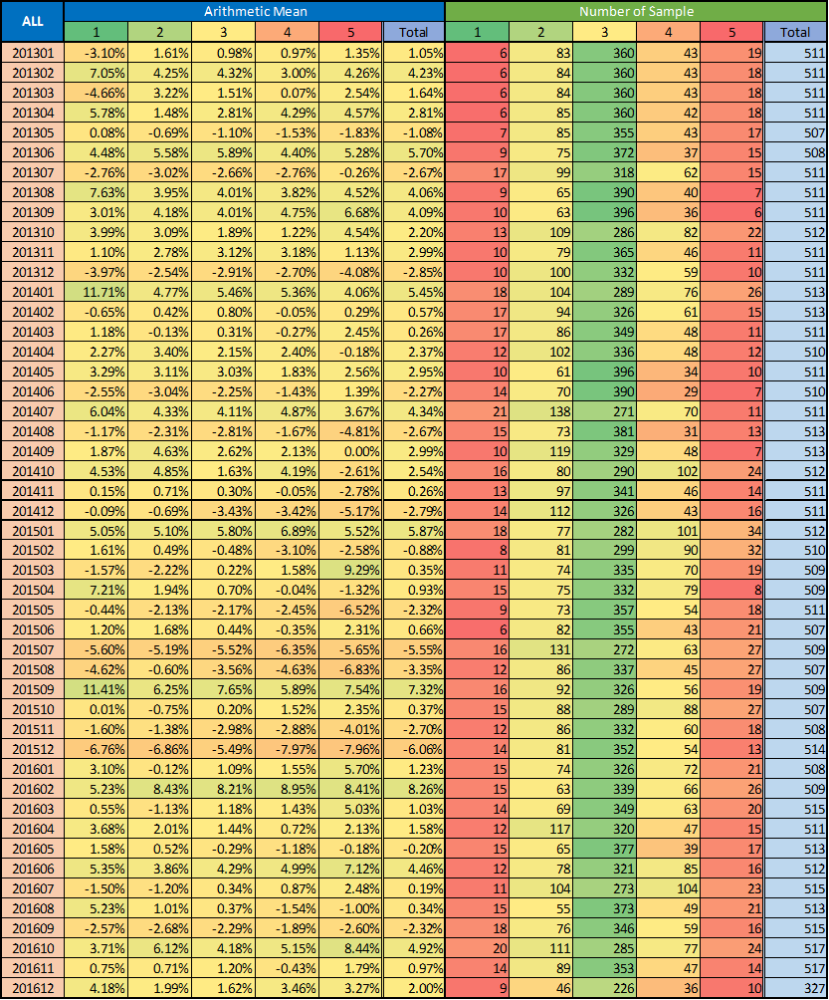 ALL Arithmetic Mean Number of Sample
1 2 3 4 5 Total 1 2 3 4 5 Total
201301 -3.10% 1.61% 0.98% 0.97% 1.35% 1.05% 6 83 360 43 19 511
201302 7.05% 4.25% 4.32% 3.00% 4.26% 4.23% 6 84 360 43 18 511
201303 -4.66% 3.22% 1.51% 0.07% 2.54% 1.64% 6 84 360 43 18 511
201304 5.78% 1.48% 2.81% 4.29% 4.57% 2.81% 6 85 360 42 18 511
201305 0.08% -0.69% -1.10% -1.53% -1.83% -1.08% 7 85 355 43 17 507
201306 4.48% 5.58% 5.89% 4.40% 5.28% 5.70% 9 75 372 37 15 508
201307 -2.76% -3.02% -2.66% -2.76% -0.26% -2.67% 17 99 318 62 15 511
201308 7.63% 3.95% 4.01% 3.82% 4.52% 4.06% 9 65 390 40 7 511
201309 3.01% 4.18% 4.01% 4.75% 6.68% 4.09% 10 63 396 36 6 511
201310 3.99% 3.09% 1.89% 1.22% 4.54% 2.20% 13 109 286 82 22 512
201311 1.10% 2.78% 3.12% 3.18% 1.13% 2.99% 10 79 365 46 11 511
201312 -3.97% -2.54% -2.91% -2.70% -4.08% -2.85% 10 100 332 59 10 511
201401 11.71% 4.77% 5.46% 5.36% 4.06% 5.45% 18 104 289 76 26 513
201402 -0.65% 0.42% 0.80% -0.05% 0.29% 0.57% 17 94 326 61 15 513
201403 1.18% -0.13% 0.31% -0.27% 2.45% 0.26% 17 86 349 48 11 511
201404 2.27% 3.40% 2.15% 2.40% -0.18% 2.37% 12 102 336 48 12 510
201405 3.29% 3.11% 3.03% 1.83% 2.56% 2.95% 10 61 396 34 10 511
201406 -2.55% -3.04% -2.25% -1.43% 1.39% -2.27% 14 70 390 29 7 510
201407 6.04% 4.33% 4.11% 4.87% 3.67% 4.34% 21 138 271 70 11 511
201408 -1.17% -2.31% -2.81% -1.67% -4.81% -2.67% 15 73 381 31 13 513
201409 1.87% 4.63% 2.62% 2.13% 0.00% 2.99% 10 119 329 48 7 513
201410 4.53% 4.85% 1.63% 4.19% -2.61% 2.54% 16 80 290 102 24 512
201411 0.15% 0.71% 0.30% -0.05% -2.78% 0.26% 13 97 341 46 14 511
201412 -0.09% -0.69% -3.43% -3.42% -5.17% -2.79% 14 112 326 43 16 511
201501 5.05% 5.10% 5.80% 6.89% 5.52% 5.87% 18 77 282 101 34 512
201502 1.61% 0.49% -0.48% -3.10% -2.58% -0.88% 8 81 299 90 32 510
201503 -1.57% -2.22% 0.22% 1.58% 9.29% 0.35% 11 74 335 70 19 509
201504 7.21% 1.94% 0.70% -0.04% -1.32% 0.93% 15 75 332 79 8 509
201505 -0.44% -2.13% -2.17% -2.45% -6.52% -2.32% 9 73 357 54 18 511
201506 1.20% 1.68% 0.44% -0.35% 2.31% 0.66% 6 82 355 43 21 507
201507 -5.60% -5.19% -5.52% -6.35% -5.65% -5.55% 16 131 272 63 27 509
201508 -4.62% -0.60% -3.56% -4.63% -6.83% -3.35% 12 86 337 45 27 507
201509 11.41% 6.25% 7.65% 5.89% 7.54% 7.32% 16 92 326 56 19 509
201510 0.01% -0.75% 0.20% 1.52% 2.35% 0.37% 15 88 289 88 27 507
201511 -1.60% -1.38% -2.98% -2.88% -4.01% -2.70% 12 86 332 60 18 508
201512 -6.76% -6.86% -5.49% -7.97% -7.96% -6.06% 14 81 352 54 13 514
201601 3.10% -0.12% 1.09% 1.55% 5.70% 1.23% 15 74 326 72 21 508
201602 5.23% 8.43% 8.21% 8.95% 8.41% 8.26% 15 63 339 66 26 509
201603 0.55% -1.13% 1.18% 1.43% 5.03% 1.03% 14 69 349 63 20 515
201604 3.68% 2.01% 1.44% 0.72% 2.13% 1.58% 12 117 320 47 15 511
201605 1.58% 0.52% -0.29% -1.18% -0.18% -0.20% 15 65 377 39 17 513
201606 5.35% 3.86% 4.29% 4.99% 7.12% 4.46% 12 78 321 85 16 512
201607 -1.50% -1.20% 0.34% 0.87% 2.48% 0.19% 11 104 273 104 23 515
201608 5.23% 1.01% 0.37% -1.54% -1.00% 0.34% 15 55 373 49 21 513
201609 -2.57% -2.68% -2.29% -1.89% -2.60% -2.32% 18 76 346 59 16 515
201610 3.71% 6.12% 4.18% 5.15% 8.44% 4.92% 20 111 285 77 24 517
201611 0.75% 0.71% 1.20% -0.43% 1.79% 0.97% 14 89 353 47 14 517
201612 4.18% 1.99% 1.62% 3.46% 3.27% 2.00% 9 46 226 36 10 327